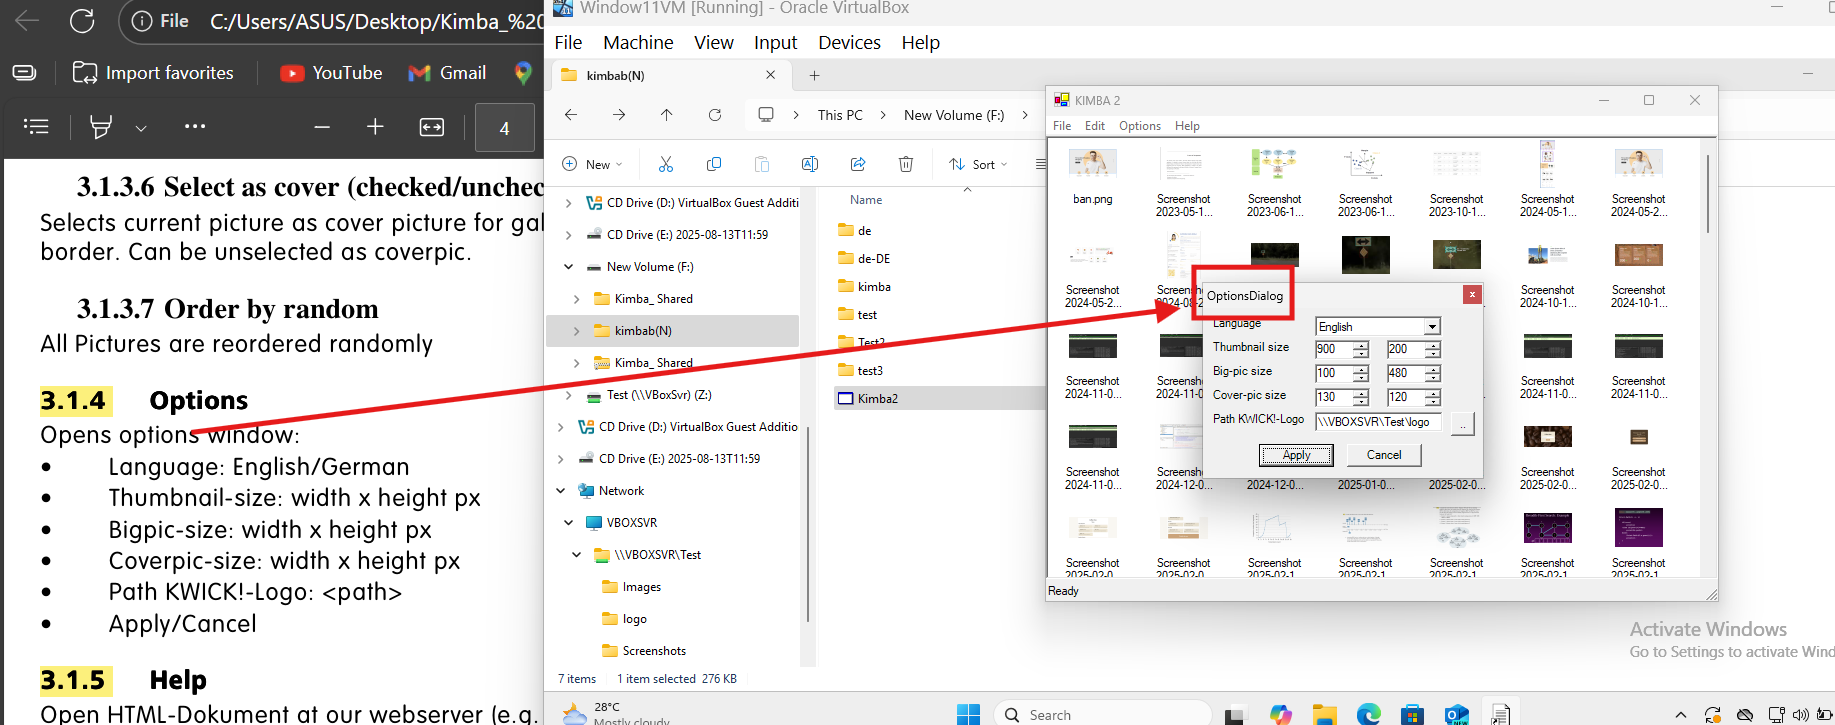 File C:/Users/ASUS/Desktop/Kimba_%20
Import favorites YouTube Gmail
4
3.1.3.6 Select as cover (checked/unchec
Selects current picture as cover picture for gal
border. Can be unselected as coverpic.
3.1.3.7 Order by random
All Pictures are reordered randomly
3.1.4 Options
Opens options window:
• Language: English/German
• Thumbnail-size: width x height px
• Bigpic-size: width x height px
• Coverpic-size: width x height px
• Path KWICK!-Logo: <path>
• Apply/Cancel
3.1.5 Help
Open HTML-Dokument at our webserver (e.g.
Window11VM [Running] - Oracle VirtualBox
File Machine View Input Devices Help
kimbab(N)
This PC > New Volume (F:) >
New Sort
CD Drive (D:) VirtualBox Guest Additi
CD Drive (E:) 2025-08-13T11:59
New Volume (F:)
Kimba_ Shared
kimbab(N)
Kimba_ Shared
Test (\\VBoxSvr) (Z:)
CD Drive (D:) VirtualBox Guest Additio
CD Drive (E:) 2025-08-13T11:59
Network
VBOXSVR
\\VBOXSVR\Test
Images
logo
Screenshots
Name
de
de-DE
kimba
test
Test2
test3
Kimba2
7 items 1 item selected 276 KB
KIMBA 2
File Edit Options Help
ban.png Screenshot Screenshot Screenshot Screenshot Screenshot Screenshot
2023-05-1... 2023-06-1... 2023-06-1... 2023-10-1... 2024-05-1... 2024-05-2...
Screenshot Screensh Screenshot Screenshot
2024-05-2... 2024-08-2 2024-10-1... 2024-10-1...
Screenshot Screenshot Screenshot Screenshot
2024-11-0... 2024-11-0... 2024-11-0... 2024-11-0...
Screenshot Screenshot Screenshot Screenshot
2024-11-0... 2024-12-0... 2024-12-0... 2025-01-0... 2025-02-0... 2025-02-0... 2025-02-0...
Screenshot Screenshot Screenshot Screenshot Screenshot Screenshot Screenshot
2025-02-0 2025-02-0 2025-02-1 2025-02-1 2025-02-1 2025-02-1 2025-02-1
Ready
OptionsDialog
Language English
Thumbnail size 900 200
Big-pic size 100 480
Cover-pic size 130 120
Path KWICK!-Logo \\VBOXSVR\Test\logo ..
Apply Cancel
Activate Windows
Go to Settings to activate Wind
28°C
Mostly cloudy
Search